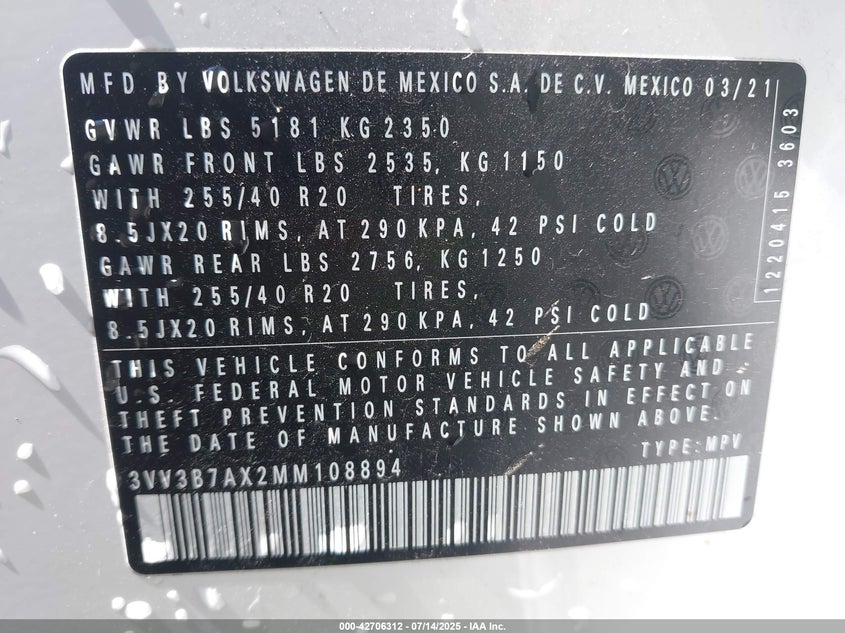 MFD BY VOLKSWAGEN DE MEXICO S.A. DE C.V. MEXICO 03/21
GVWR LBS 5181 KG 2350
GAWR FRONT LBS 2535, KG 1150
WITH 255/40 R20 TIRES,
8.5JX20 RIMS, AT 290 KPA, 42 PSI COLD
GAWR REAR LBS 2756, KG 1250
WITH 255/40 R20 TIRES,
8.5JX20 RIMS, AT 290 KPA, 42 PSI COLD
1220415 3603
THIS VEHICLE CONFORMS TO ALL APPLICABLE
U.S. FEDERAL MOTOR VEHICLE SAFETY AND
THEFT PREVENTION STANDARDS IN EFFECT ON
THE DATE OF MANUFACTURE SHOWN ABOVE.
TYPE: MPV
3VV3B7AX2MM108894
000-42706312 - 07/14/2025 - IAA Inc.